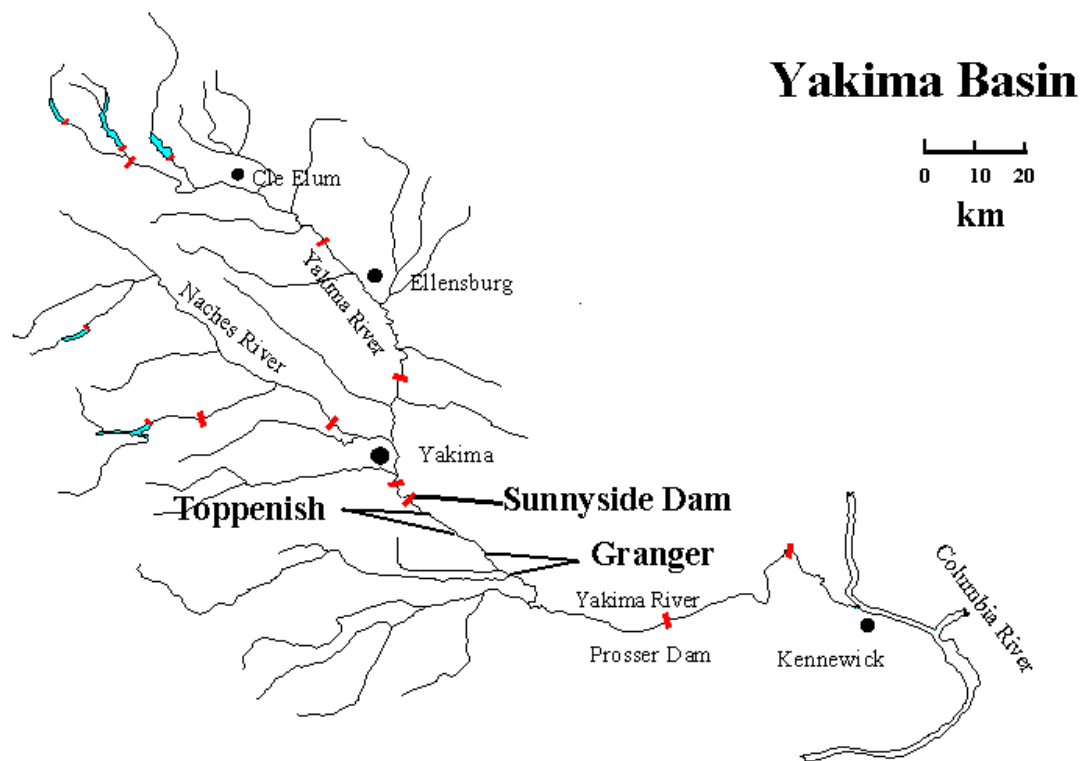 Yakima Basin
0 10 20
km
Cle Elum
Yakima River
Ellensburg
Naches River
Yakima
Sunnyside Dam
Toppenish
Granger
Columbia River
Yakima River
Prosser Dam
Kennewick